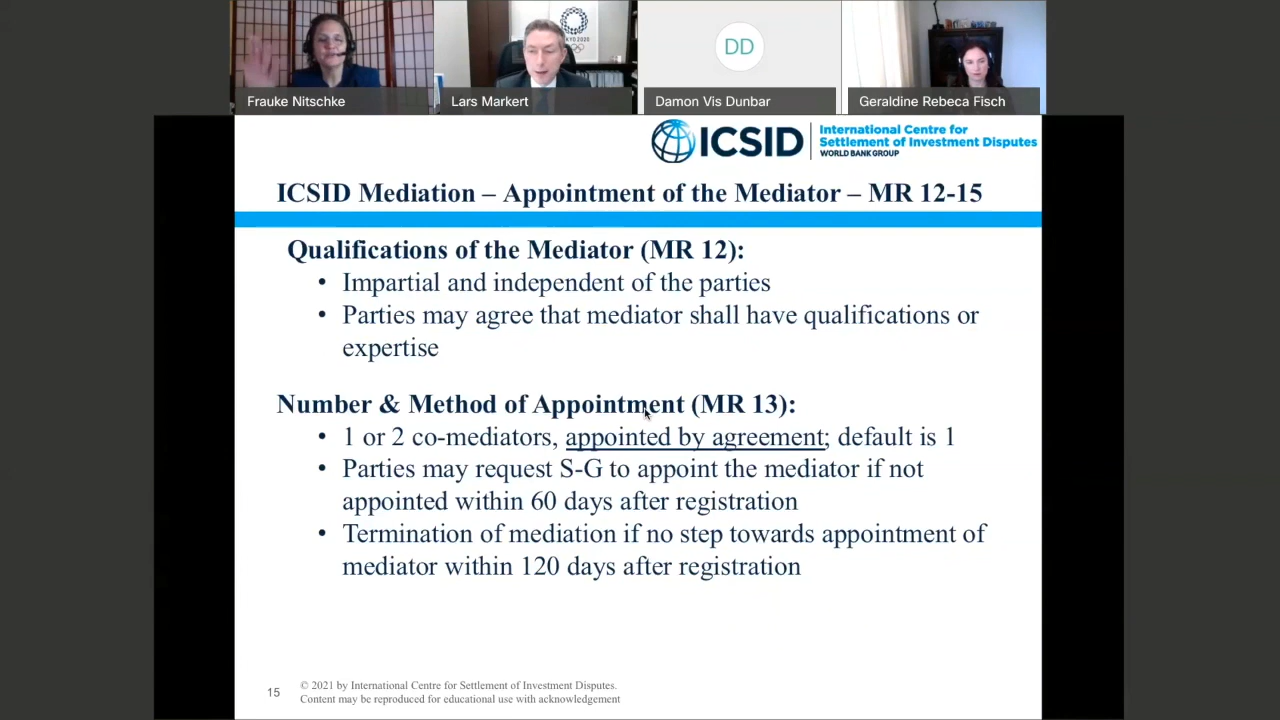 TOKYO 2020
Frauke Nitschke
Lars Markert
DD
Damon Vis Dunbar
Geraldine Rebeca Fisch
ICSID
International Centre for
Settlement of Investment Disputes
WORLD BANK GROUP
ICSID Mediation – Appointment of the Mediator – MR 12-15
Qualifications of the Mediator (MR 12):
• Impartial and independent of the parties
• Parties may agree that mediator shall have qualifications or
expertise
Number & Method of Appointment (MR 13):
• 1 or 2 co-mediators, appointed by agreement; default is 1
• Parties may request S-G to appoint the mediator if not
appointed within 60 days after registration
• Termination of mediation if no step towards appointment of
mediator within 120 days after registration
15
© 2021 by International Centre for Settlement of Investment Disputes.
Content may be reproduced for educational use with acknowledgement